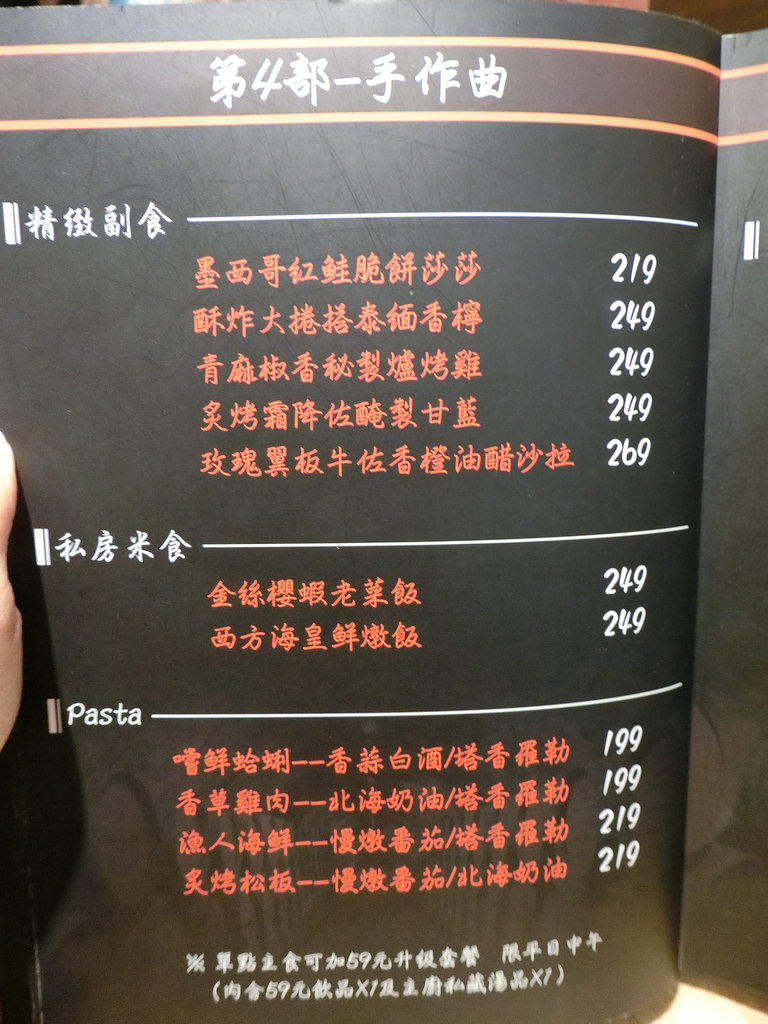 第4部-手作曲
精緻副食
墨西哥紅鮭脆餅莎莎 219
酥炸大捲搭泰緬香檸 249
青麻椒香秘製爐烤雞 249
炙烤霜降佐醃製甘藍 249
玫瑰翼板牛佐香橙油醋沙拉 269
私房米食
金絲櫻蝦老菜飯 249
西方海皇鮮燉飯 249
Pasta
嚐鮮蛤蜊--香蒜白酒/塔香羅勒 199
香草雞肉--北海奶油/塔香羅勒 199
漁人海鮮--慢燉番茄/塔香羅勒 219
炙烤松板--慢燉番茄/北海奶油 219
※ 單點主食可加59元升級套餐 限平日中午
(內含59元飲品X1及主廚私藏湯品X1)